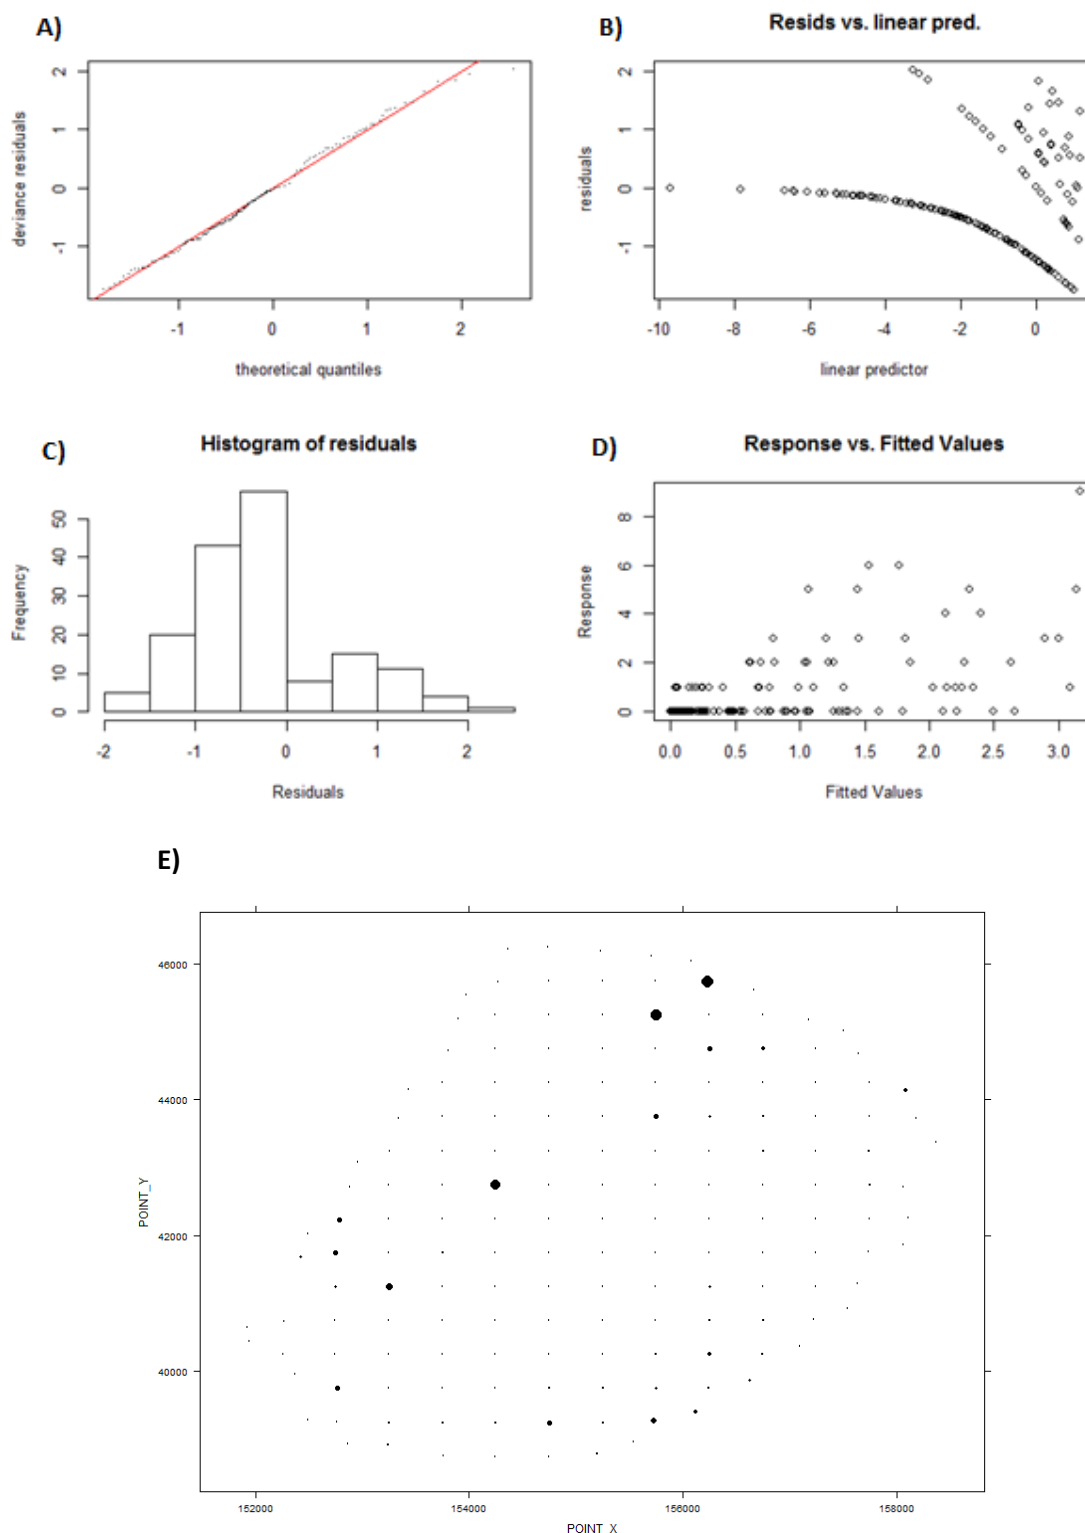 A)
deviance residuals
2
1
0
-1
-1 0 1 2
theoretical quantiles
B)
Resids vs. linear pred.
residuals
2
1
0
-1
-10 -8 -6 -4 -2 0
linear predictor
C)
Histogram of residuals
Frequency
50
40
30
20
10
0
-2 -1 0 1 2
Residuals
D)
Response vs. Fitted Values
Response
8
6
4
2
0
0.0 0.5 1.0 1.5 2.0 2.5 3.0
Fitted Values
E)
POINT_Y
46000
44000
42000
40000
152000 154000 156000 158000
POINT_X